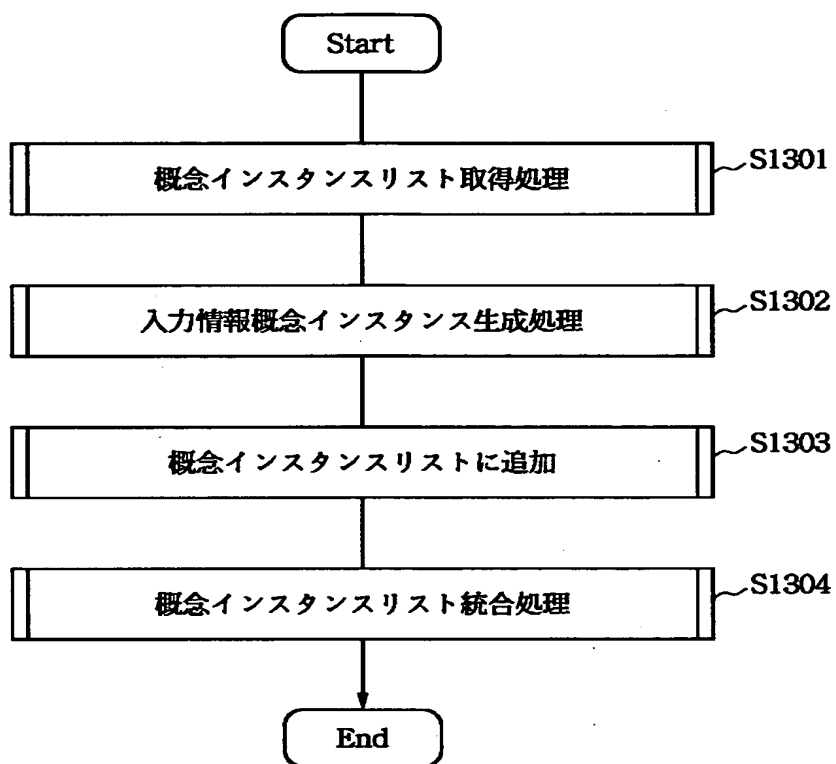 Start
概念インスタンスリスト取得処理
S1301
入力情報概念インスタンス生成処理
S1302
概念インスタンスリストに追加
S1303
概念インスタンスリスト統合処理
S1304
End